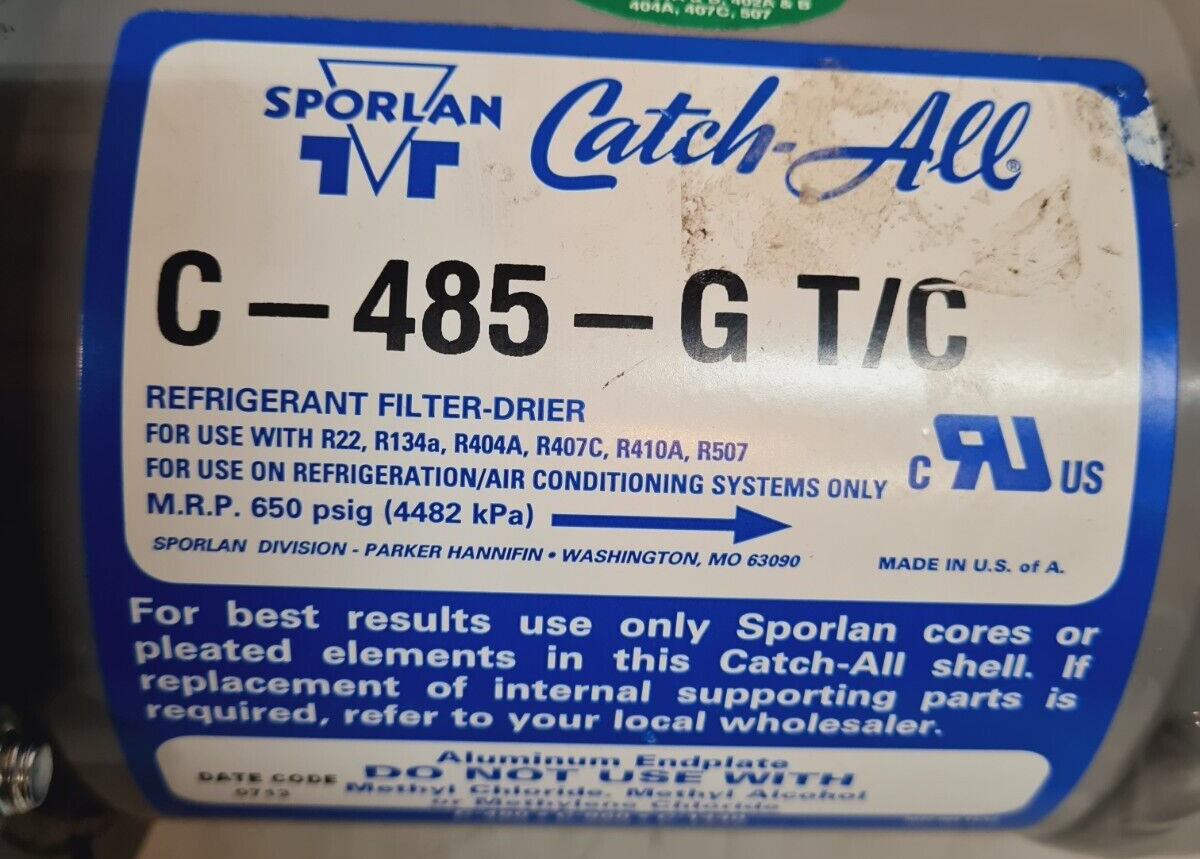 404A, 407C, 507
SPORLAN
Catch-All®
C-485-G T/C
REFRIGERANT FILTER-DRIER
FOR USE WITH R22, R134a, R404A, R407C, R410A, R507
FOR USE ON REFRIGERATION/AIR CONDITIONING SYSTEMS ONLY
C RU US
M.R.P. 650 psig (4482 kPa)
SPORLAN DIVISION - PARKER HANNIFIN • WASHINGTON, MO 63090
MADE IN U.S. of A.
For best results use only Sporlan cores or
pleated elements in this Catch-All shell. If
replacement of internal supporting parts is
required, refer to your local wholesaler.
Aluminum Endplate
DATE CODE
DO NOT USE WITH
Methyl Chloride, Methyl Alcohol
or Methylene Chloride